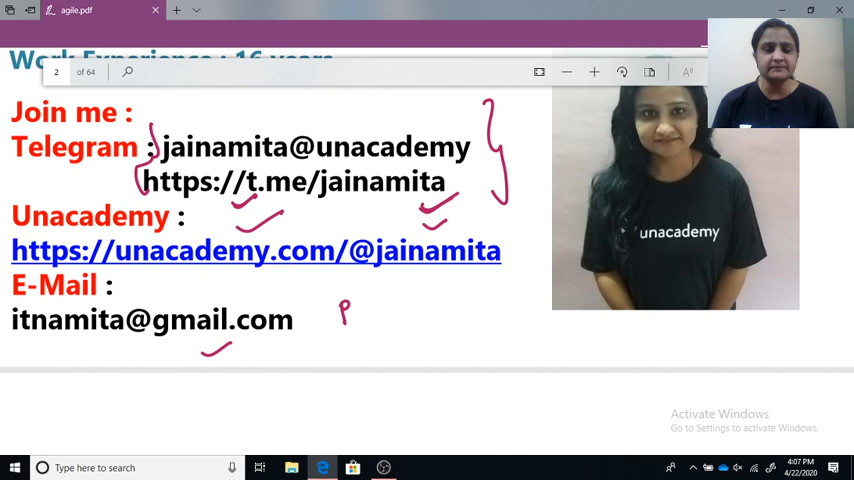 agile.pdf
Work Experience : 16 years
2 of 64
Join me :
Telegram : jainamita@unacademy
https://t.me/jainamita
Unacademy :
https://unacademy.com/@jainamita
E-Mail :
itnamita@gmail.com
P
unacademy
Activate Windows
Go to Settings to activate Windows.
Type here to search
4:07 PM
4/22/2020